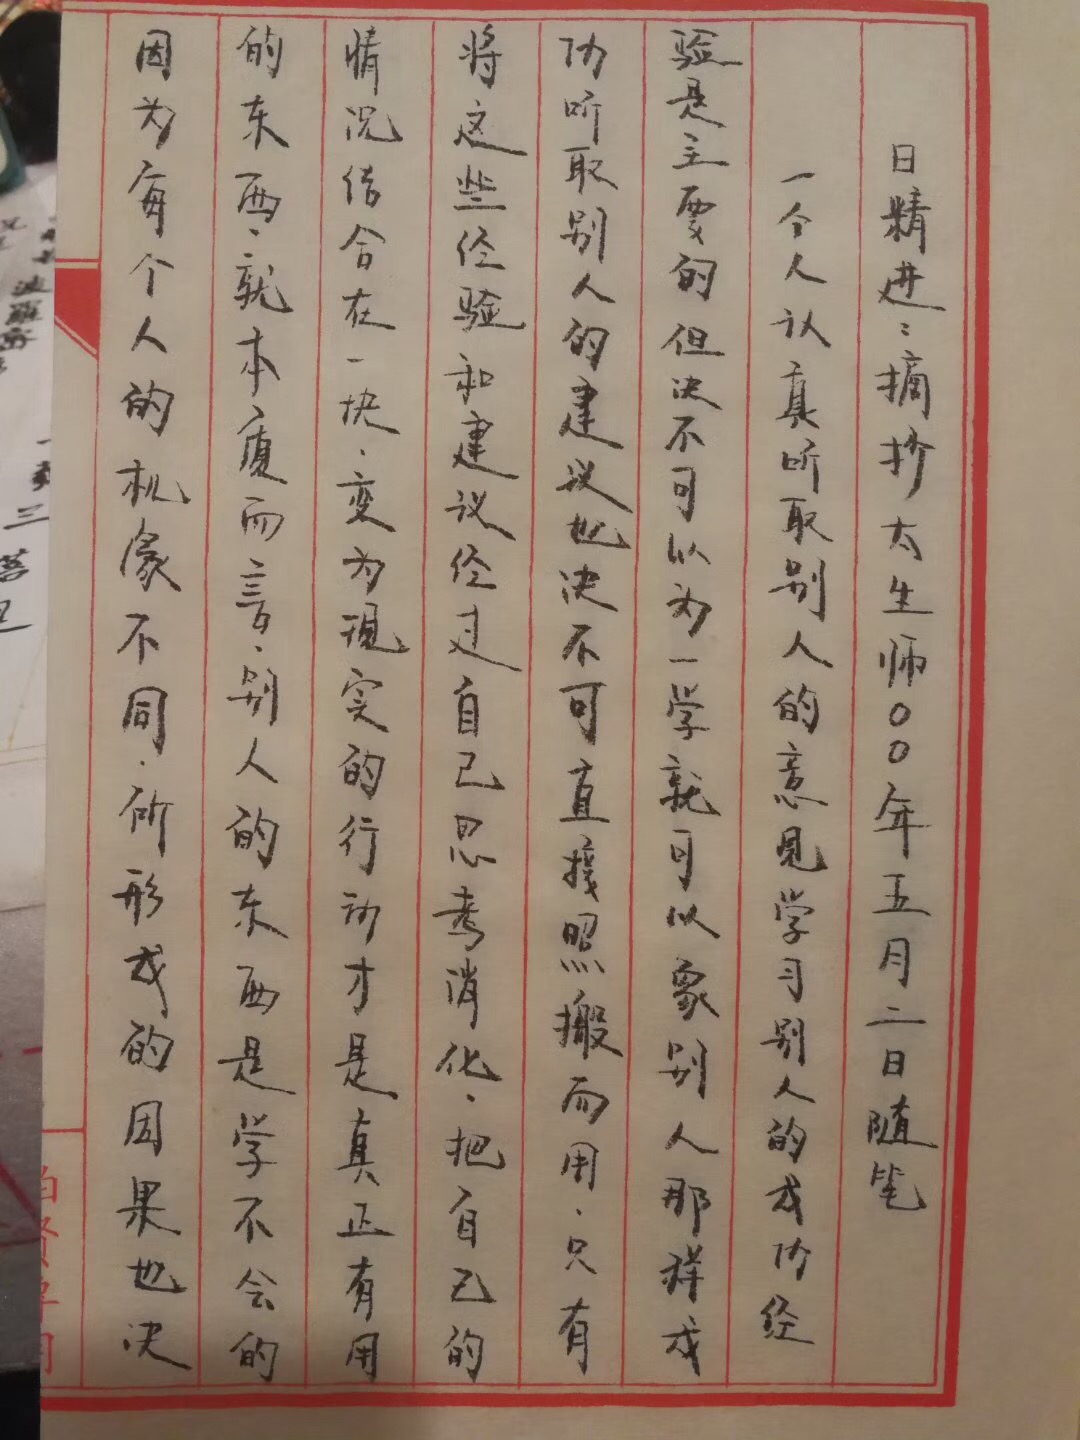 日精进：摘抄太生师00年五月二日随笔
一个人认真听取别人的意见学习别人的成功经
验是主要的但决不可以为一学就可以象别人那样成
功听取别人的建议也决不可直接照搬而用．只有
将这些经验和建议经过自己思考消化．把自己的
情况结合在一块．变为现实的行动才是真正有用
的东西．就本质而言．别人的东西是学不会的
因为每个人的机缘不同．所形成的因果也决
波羅
三菩